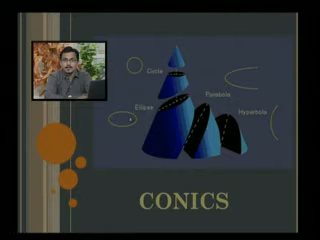 Circle
Parabola
Ellipse
Hyperbola
CONICS